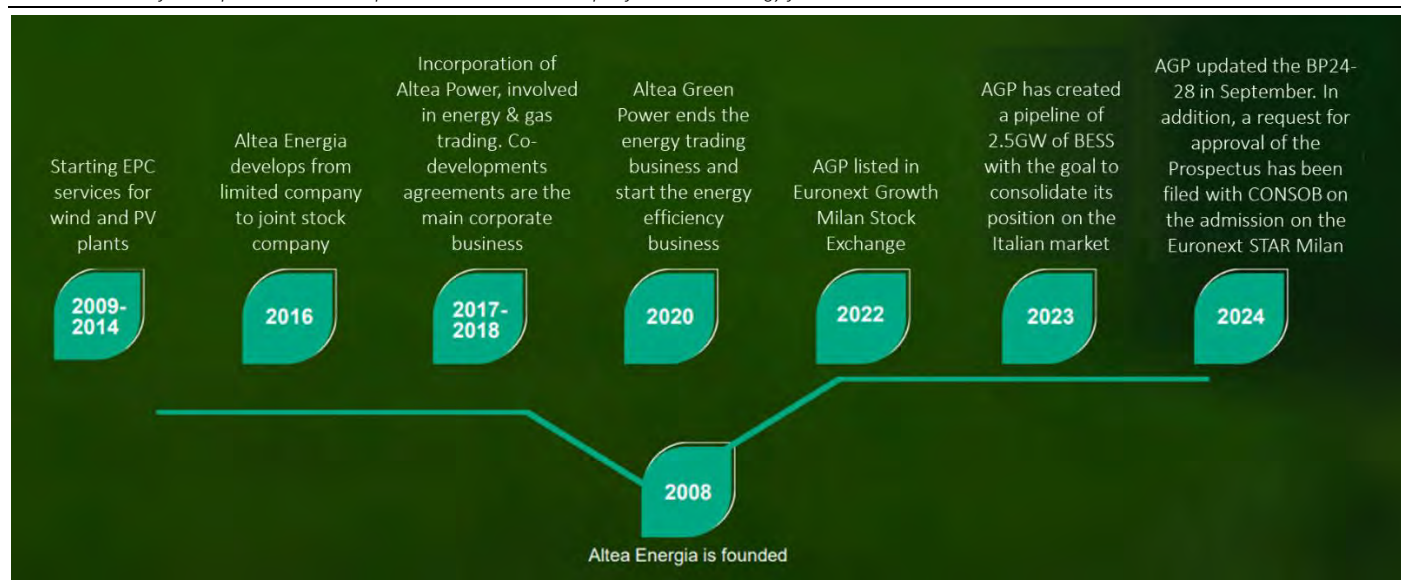 Starting EPC
services for
wind and PV
plants
2009-
2014
Altea Energia
develops from
limited company
to joint stock
company
2016
Incorporation of
Altea Power, involved
in energy & gas
trading. Co-
developments
agreements are the
main corporate
business
2017-
2018
Altea Green
Power ends the
energy trading
business and
start the energy
efficiency
business
2020
AGP listed in
Euronext Growth
Milan Stock
Exchange
2022
AGP has created
a pipeline of
2.5GW of BESS
with the goal to
consolidate its
position on the
Italian market
2023
AGP updated the BP24-
28 in September. In
addition, a request for
approval of the
Prospectus has been
filed with CONSOB on
the admission on the
Euronext STAR Milan
2024
2008
Altea Energia is founded